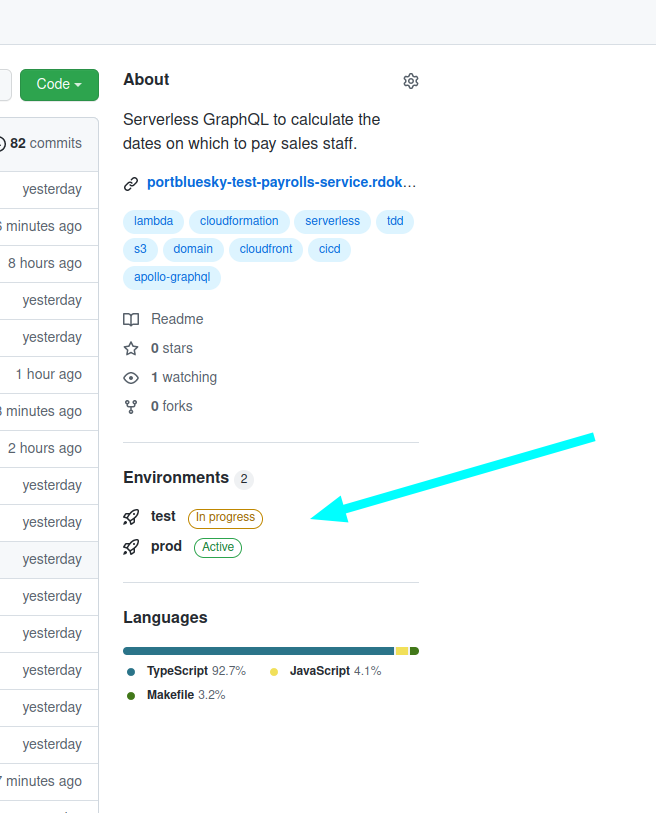 Code
82 commits
yesterday
minutes ago
8 hours ago
yesterday
yesterday
1 hour ago
minutes ago
2 hours ago
yesterday
yesterday
yesterday
yesterday
yesterday
yesterday
yesterday
yesterday
minutes ago
About
Serverless GraphQL to calculate the
dates on which to pay sales staff.
portbluesky-test-payrolls-service.rdok…
lambda cloudformation serverless tdd
s3 domain cloudfront cicd
apollo-graphql
Readme
0 stars
1 watching
0 forks
Environments 2
test In progress
prod Active
Languages
TypeScript 92.7% JavaScript 4.1%
Makefile 3.2%